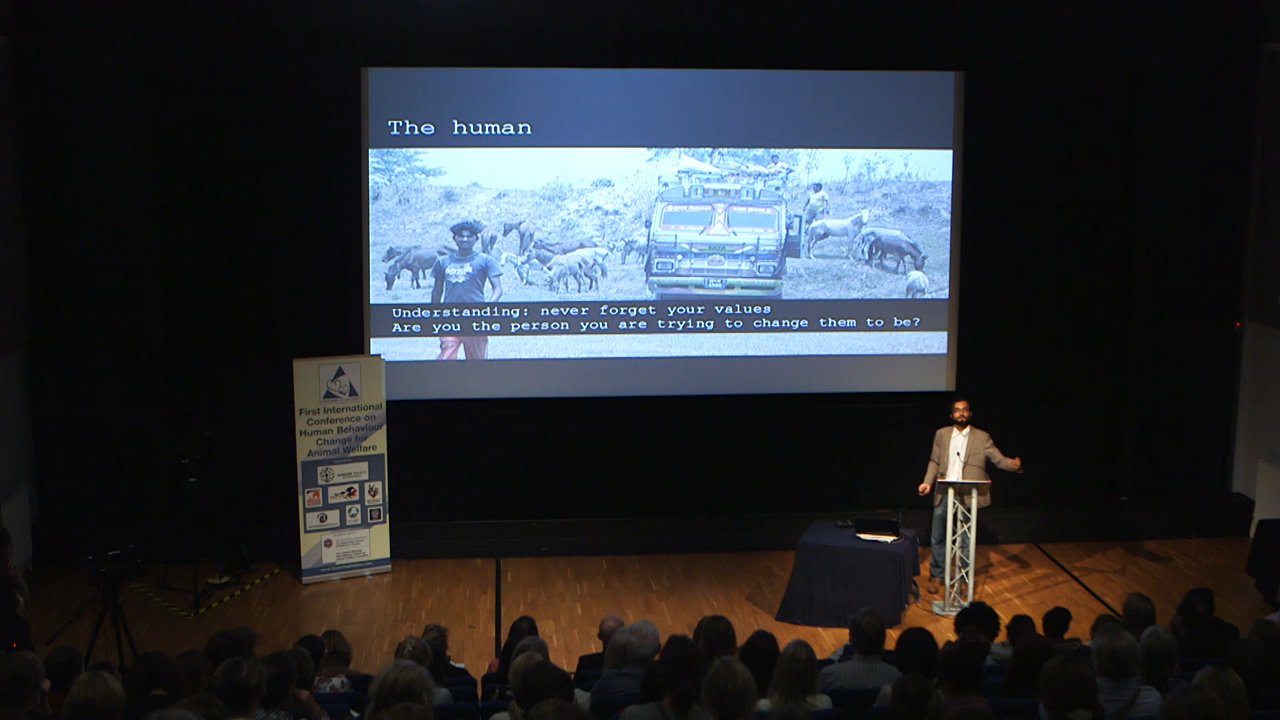 The human
TATA
Understanding: never forget your values
Are you the person you are trying to change them to be?
First International
Conference on
Human Behaviour
Change for
Animal Welfare